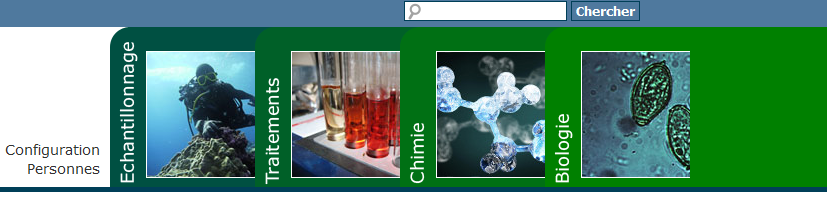 Chercher
Configuration
Personnes
Echantillonnage
Traitements
Chimie
Biologie